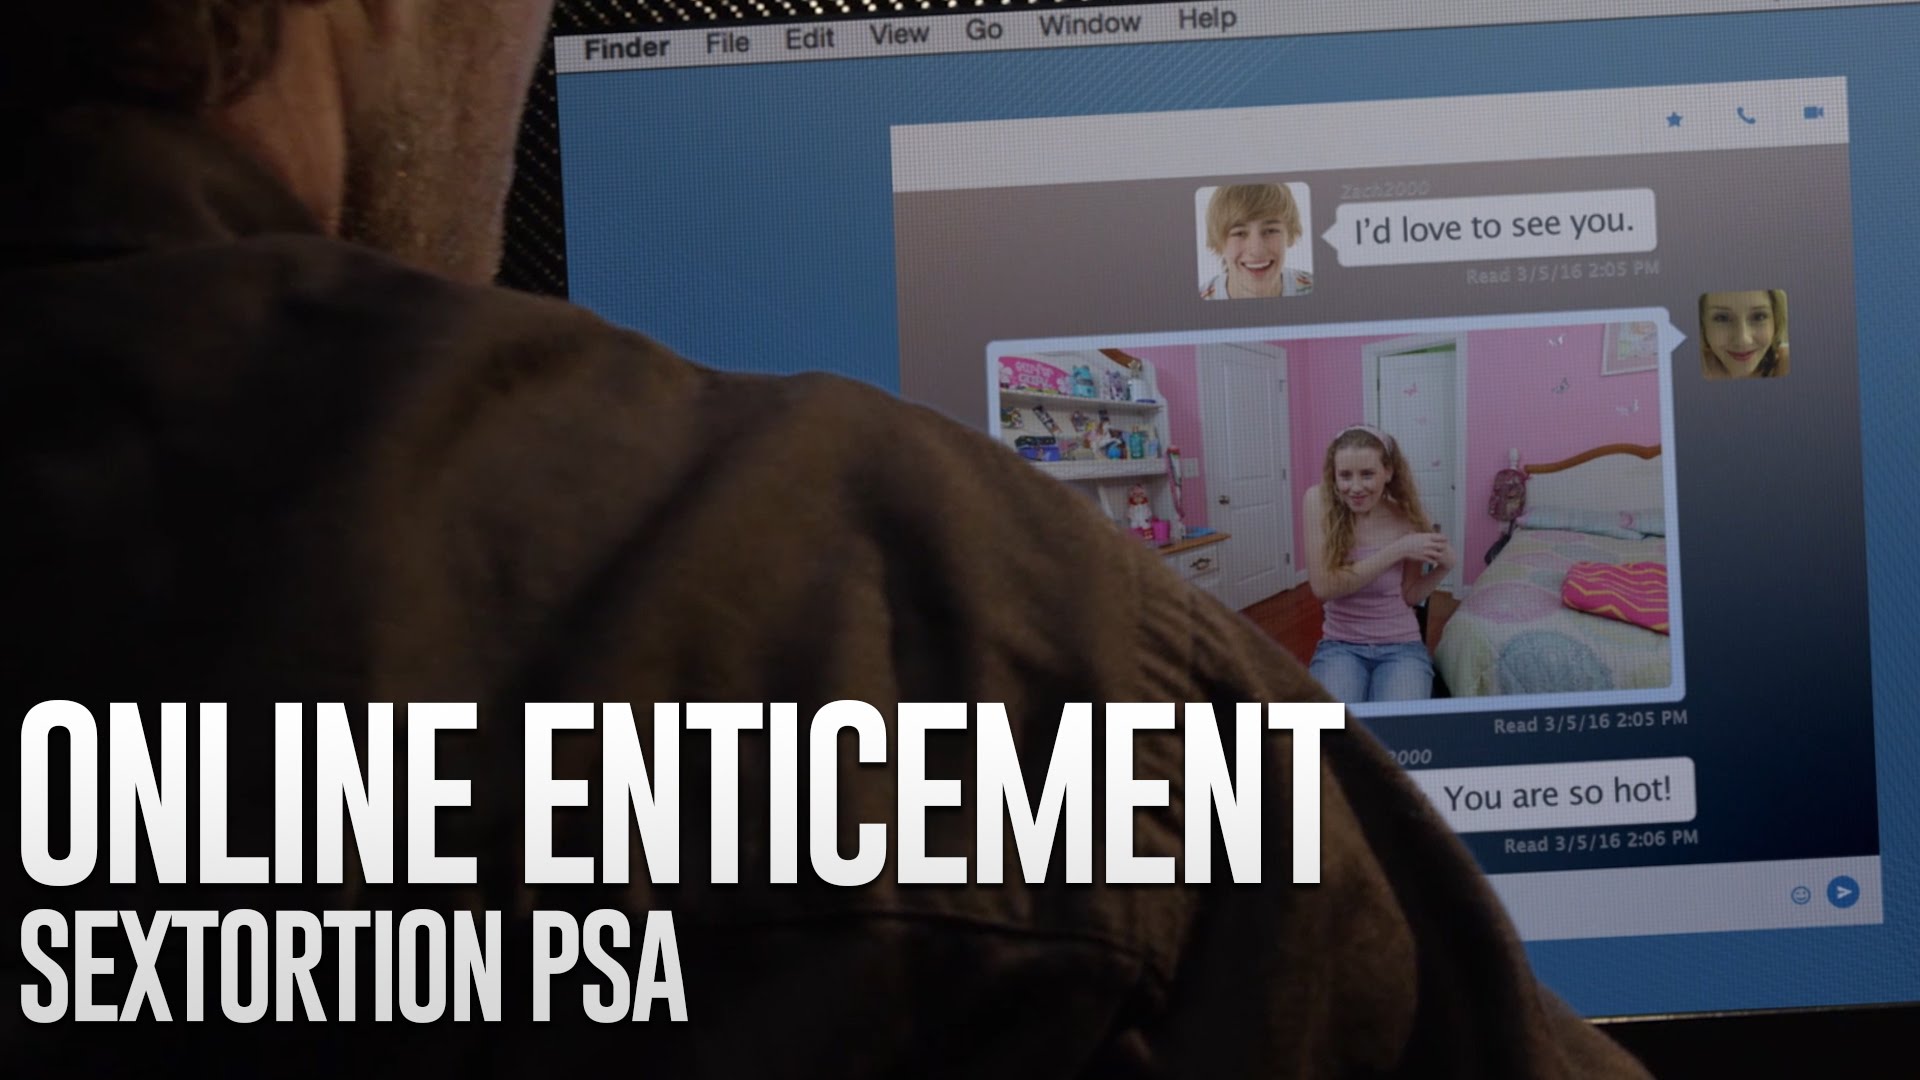 Finder File Edit View Go Window Help
Zach2000
I'd love to see you.
Read 3/5/16 2:05 PM
Read 3/5/16 2:05 PM
2000
You are so hot!
Read 3/5/16 2:06 PM
ONLINE ENTICEMENT
SEXTORTION PSA